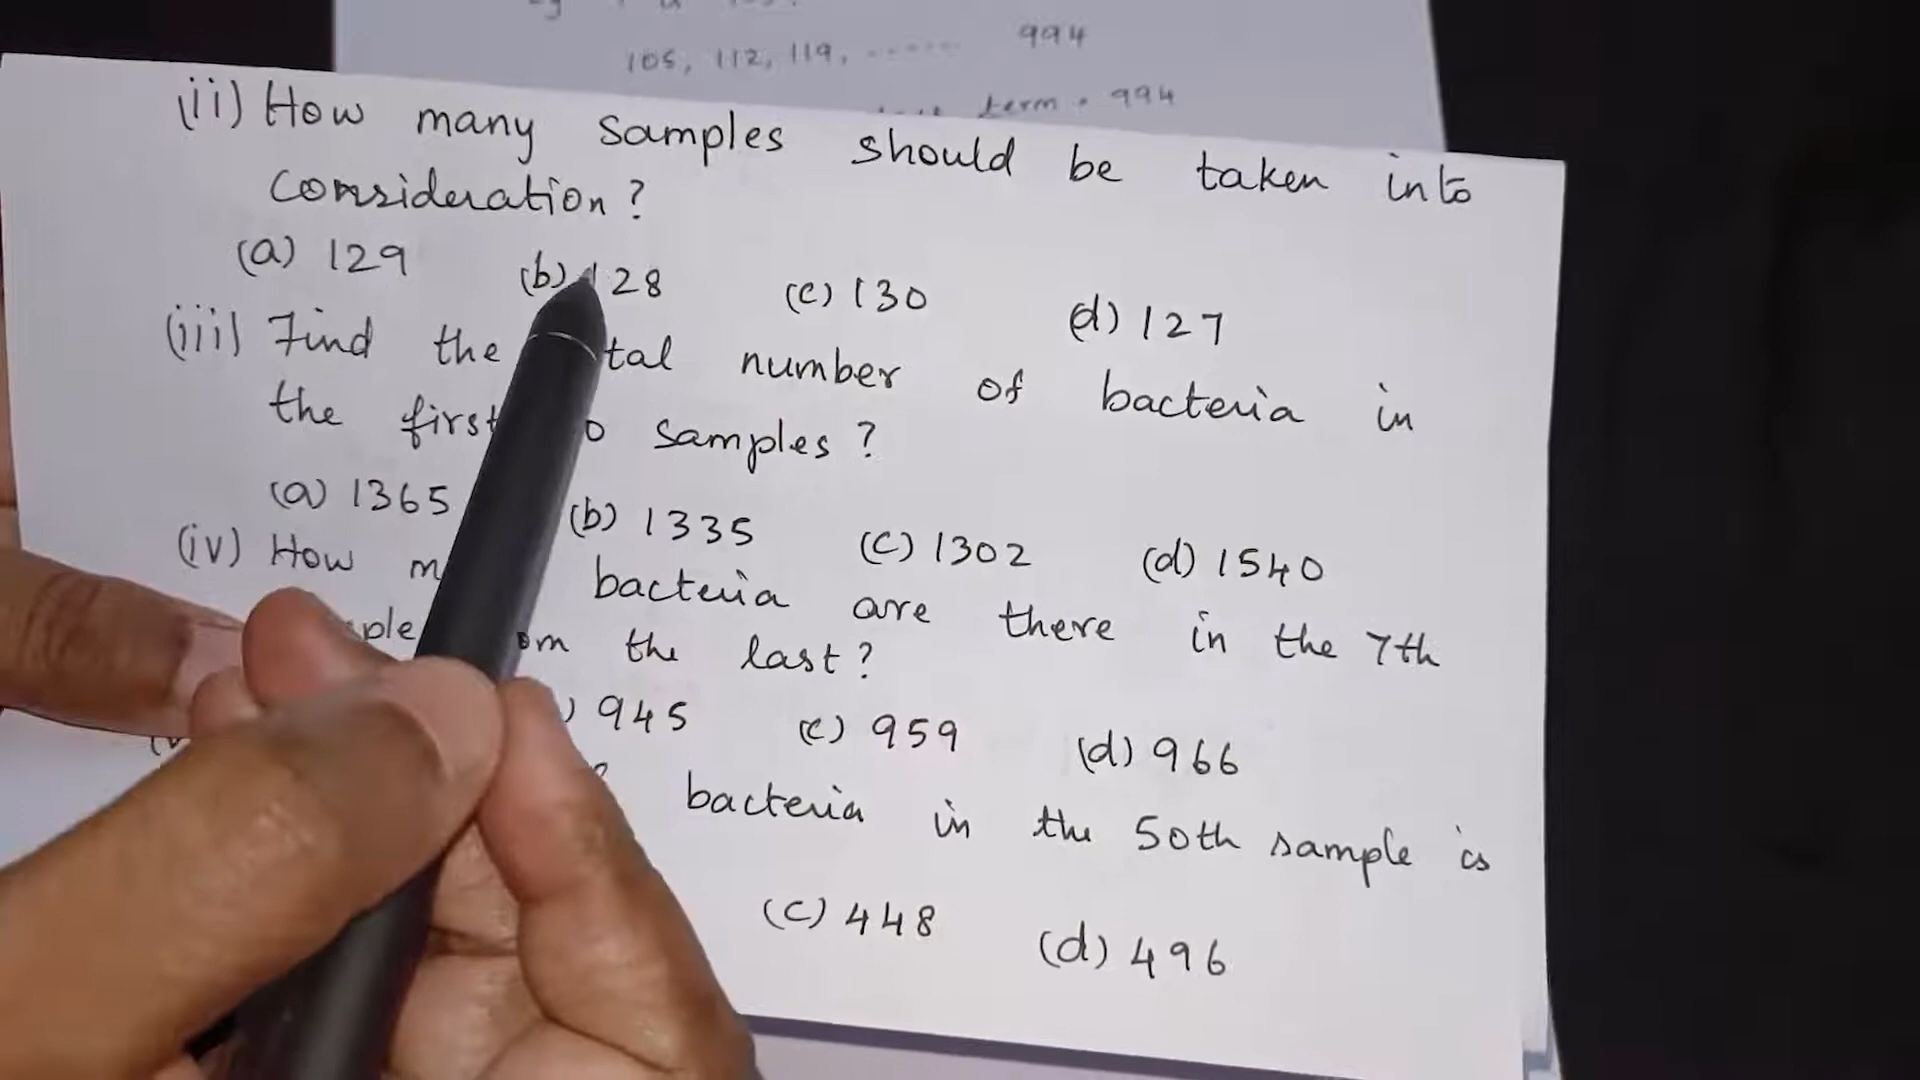 105, 112, 119, ...... 994
term = 994
(ii) How many samples should be taken into
consideration?
(a) 129 (b) 128 (c) 130 (d) 127
(iii) Find the tal number of bacteria in
the first o samples?
(a) 1365 (b) 1335 (c) 1302 (d) 1540
(iv) How m bacteria are there in the 7th
ple om the last?
) 945 (c) 959 (d) 966
bacteria in the 50th sample is
(c) 448 (d) 496